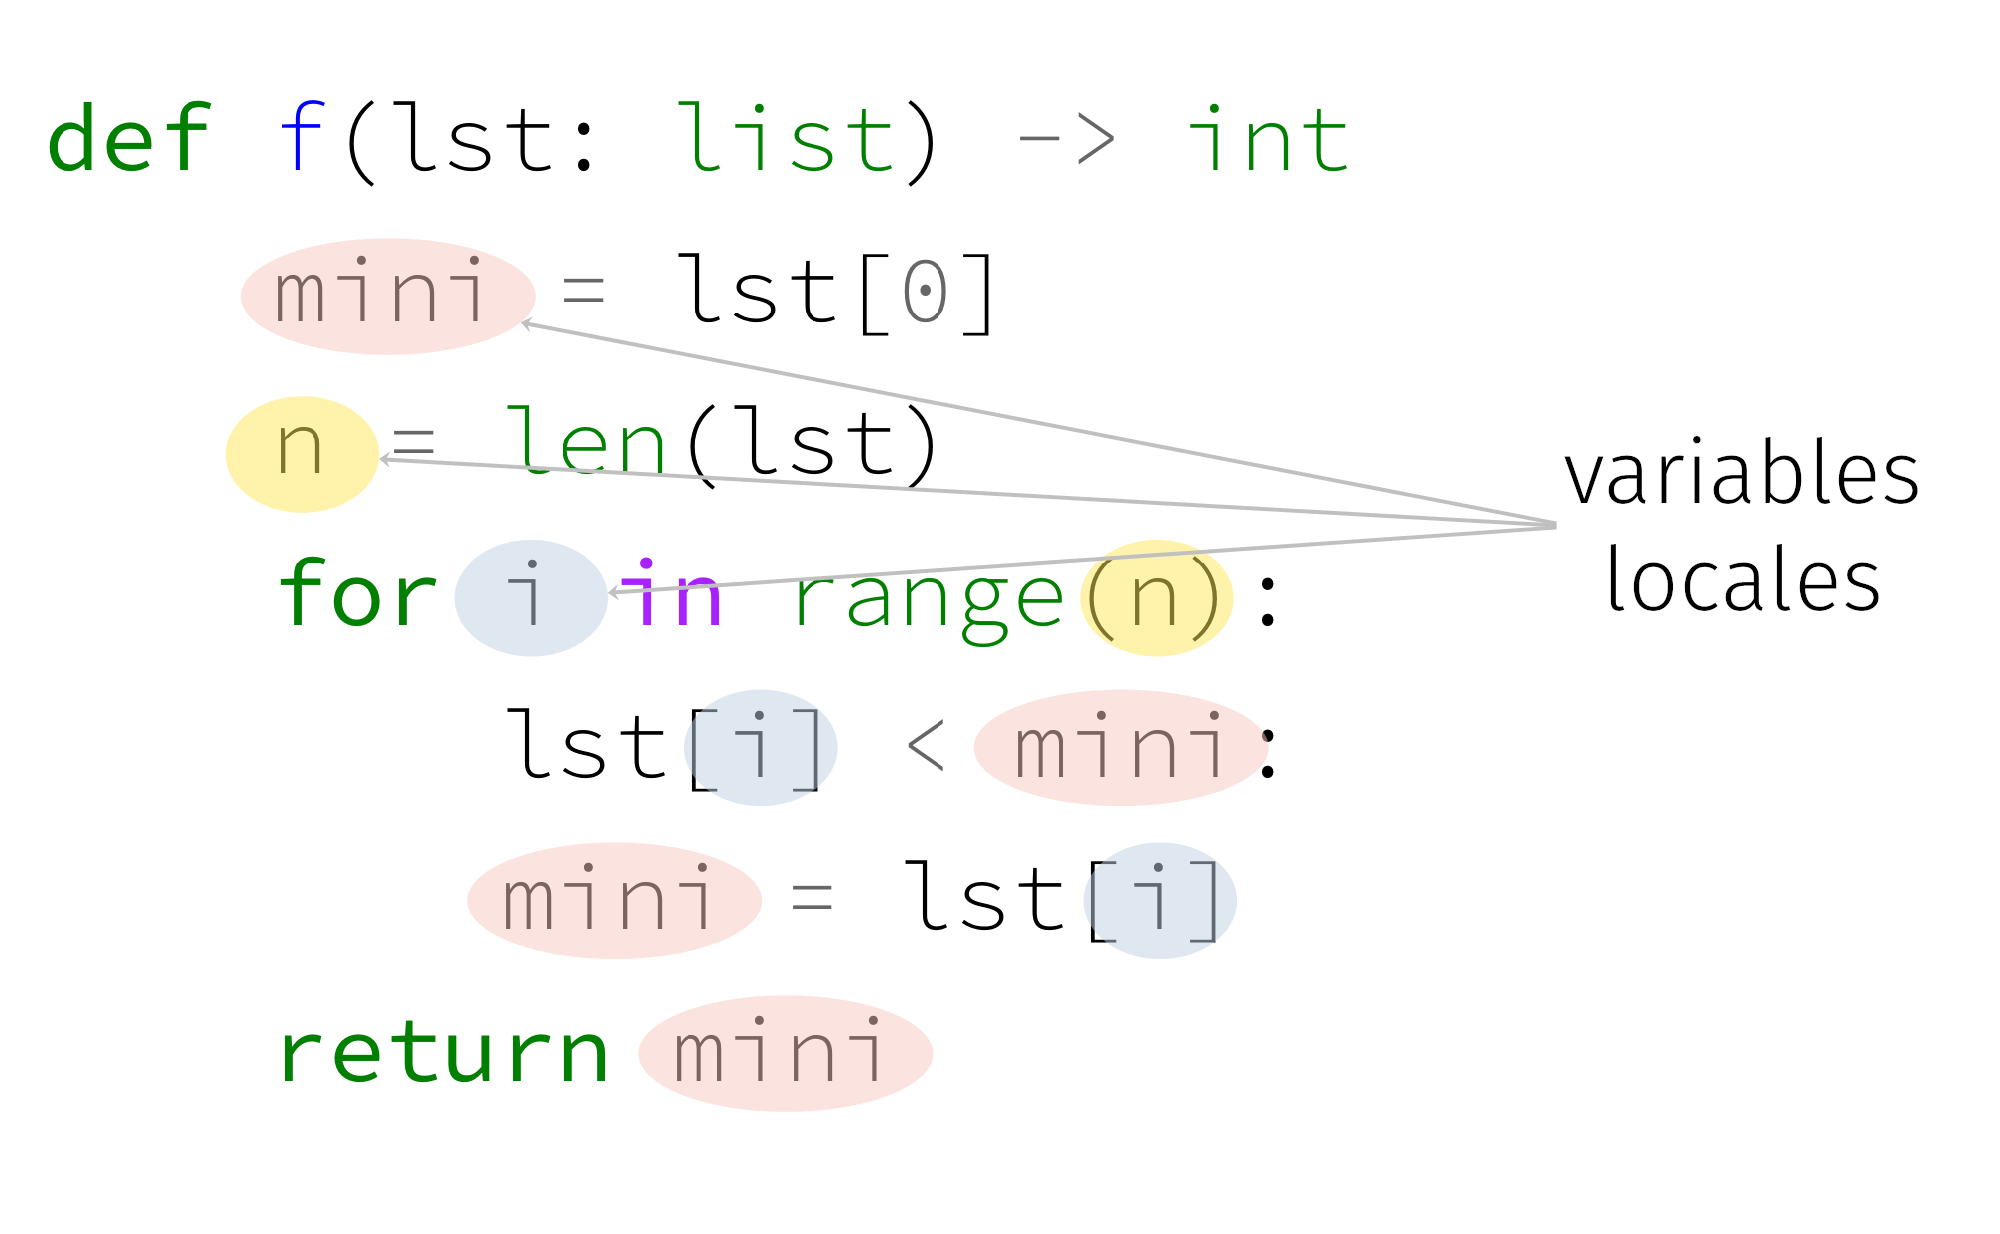 def f(lst: list) -> int
    mini = lst[0]
    n = len(lst)
    for i in range(n):
        lst[i] < mini:
        mini = lst[i]
    return mini
variables
locales